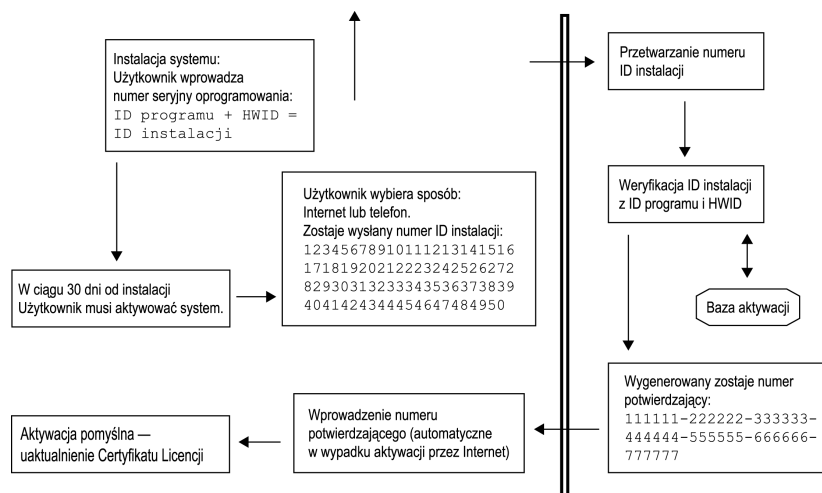 Instalacja systemu:
Użytkownik wprowadza
numer seryjny oprogramowania:
ID programu + HWID =
ID instalacji
W ciągu 30 dni od instalacji
Użytkownik musi aktywować system.
Użytkownik wybiera sposób:
Internet lub telefon.
Zostaje wysłany numer ID instalacji:
1234567891011121314151 6
1718192021222324252627 2
8293031323334353637383 9
4041424344454647484950
Przetwarzanie numeru
ID instalacji
Weryfikacja ID instalacji
z ID programu i HWID
Baza aktywacji
Wygenerowany zostaje numer
potwierdzający:
111111-222222-333333-
444444-555555-666666-
777777
Wprowadzenie numeru
potwierdzającego (automatyczne
w wypadku aktywacji przez Internet)
Aktywacja pomyślna —
uaktualnienie Certyfikatu Licencji